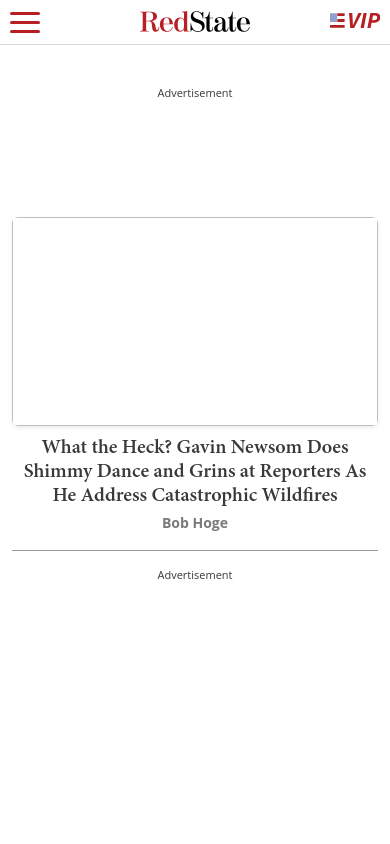 RedState
VIP
Advertisement
What the Heck? Gavin Newsom Does
Shimmy Dance and Grins at Reporters As
He Address Catastrophic Wildfires
Bob Hoge
Advertisement